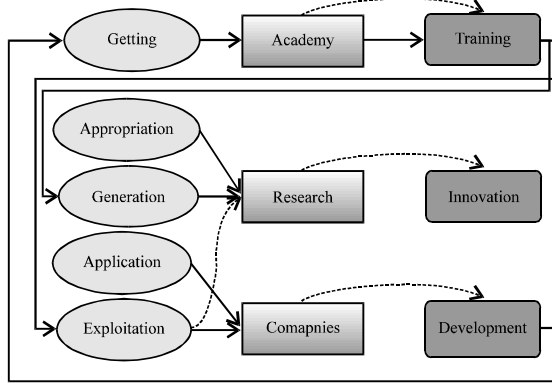 Getting
Academy
Training
Appropriation
Generation
Research
Innovation
Application
Exploitation
Comapnies
Development